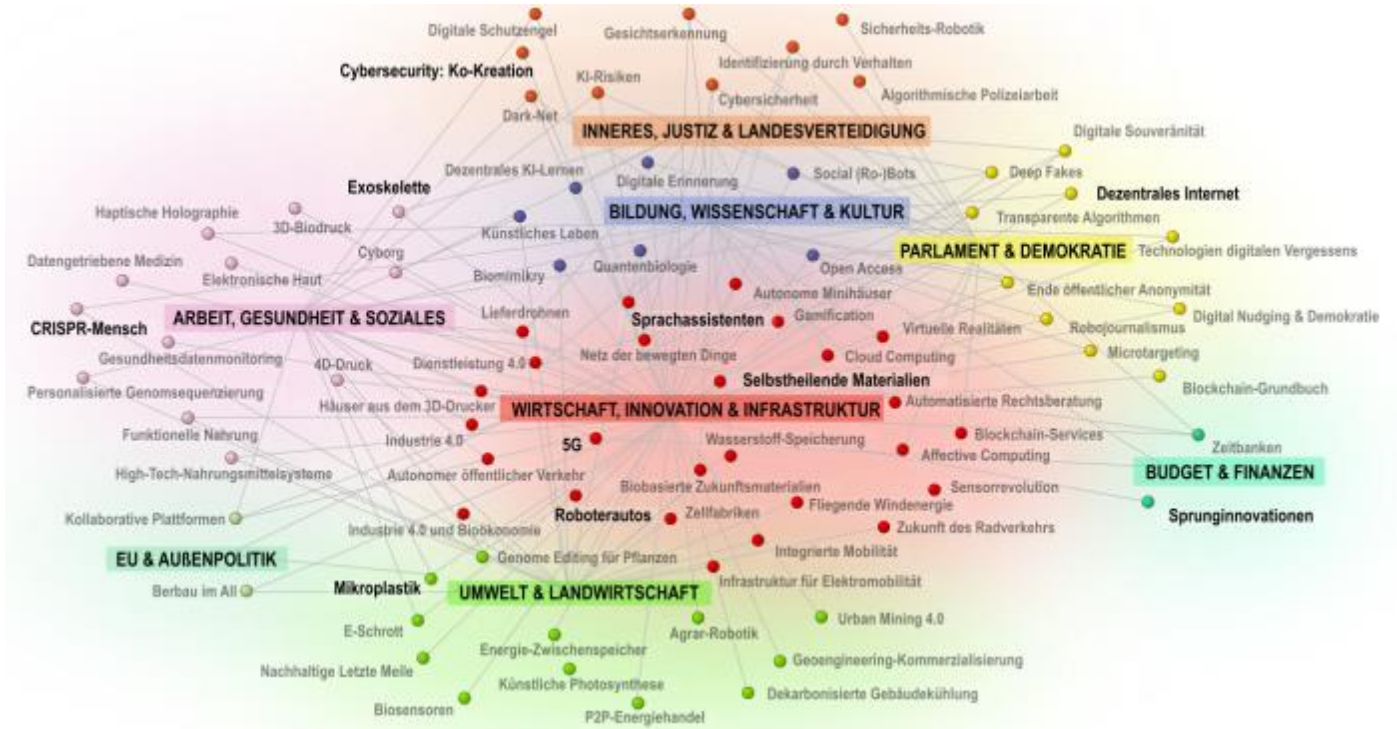 Digitale Schutzengel
Gesichtserkennung
Sicherheits-Robotik
Cybersecurity: Ko-Kreation
KI-Risiken
Identifizierung durch Verhalten
Dark-Net
Cybersicherheit
Algorithmische Polizeiarbeit
INNERES, JUSTIZ & LANDESVERTEIDIGUNG
Digitale Souveränität
Dezentrales KI-Lernen
Digitale Erinnerung
Social (Ro-)Bots
Deep Fakes
Exoskelette
Dezentrales Internet
Haptische Holographie
3D-Biodruck
Künstliches Leben
BILDUNG, WISSENSCHAFT & KULTUR
Transparente Algorithmen
Datengetriebene Medizin
Elektronische Haut
Cyborg
Biomimikry
Quantenbiologie
Open Access
PARLAMENT & DEMOKRATIE
Technologien digitalen Vergessens
Autonome Minihäuser
Ende öffentlicher Anonymität
CRISPR-Mensch
ARBEIT, GESUNDHEIT & SOZIALES
Lieferdrohnen
Sprachassistenten
Gamification
Virtuelle Realitäten
Robojournalismus
Digital Nudging & Demokratie
Gesundheitsdatenmonitoring
4D-Druck
Dienstleistung 4.0
Netz der bewegten Dinge
Cloud Computing
Microtargeting
Personalisierte Genomsequenzierung
Selbstheilende Materialien
Blockchain-Grundbuch
Häuser aus dem 3D-Drucker
WIRTSCHAFT, INNOVATION & INFRASTRUKTUR
Automatisierte Rechtsberatung
Funktionelle Nahrung
Industrie 4.0
5G
Wasserstoff-Speicherung
Blockchain-Services
Zeitbanken
High-Tech-Nahrungsmittelsysteme
Autonomer öffentlicher Verkehr
Biobasierte Zukunftsmaterialien
Affective Computing
BUDGET & FINANZEN
Sensorrevolution
Kollaborative Plattformen
Industrie 4.0 und Bioökonomie
Roboterautos
Zellfabriken
Fliegende Windenergie
Sprunginnovationen
Zukunft des Radverkehrs
EU & AUßENPOLITIK
Genome Editing für Pflanzen
Integrierte Mobilität
Berbau im All
Mikroplastik
UMWELT & LANDWIRTSCHAFT
Infrastruktur für Elektromobilität
E-Schrott
Energie-Zwischenspeicher
Agrar-Robotik
Urban Mining 4.0
Nachhaltige Letzte Meile
Künstliche Photosynthese
Geoengineering-Kommerzialisierung
Biosensoren
P2P-Energiehandel
Dekarbonisierte Gebäudekühlung